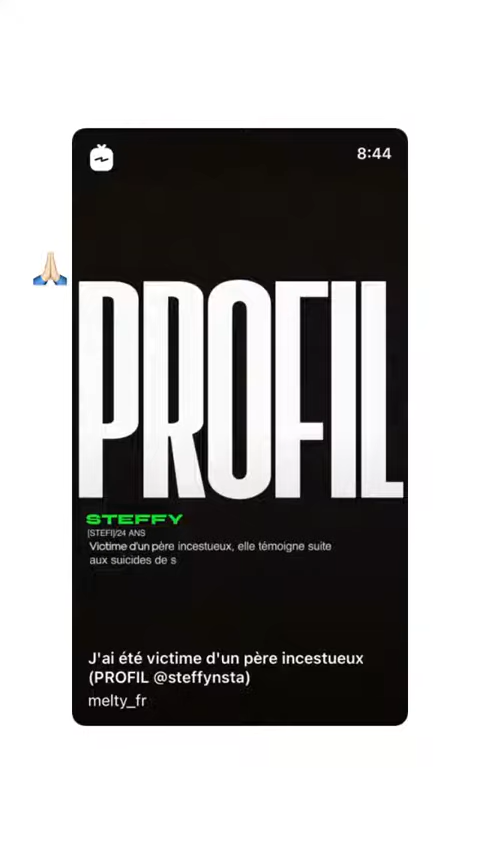 8:44
PROFIL
STEFFY
[STEFI]/24 ANS
Victime d'un père incestueux, elle témoigne suite
aux suicides de s
J'ai été victime d'un père incestueux
(PROFIL @steffynsta)
melty_fr